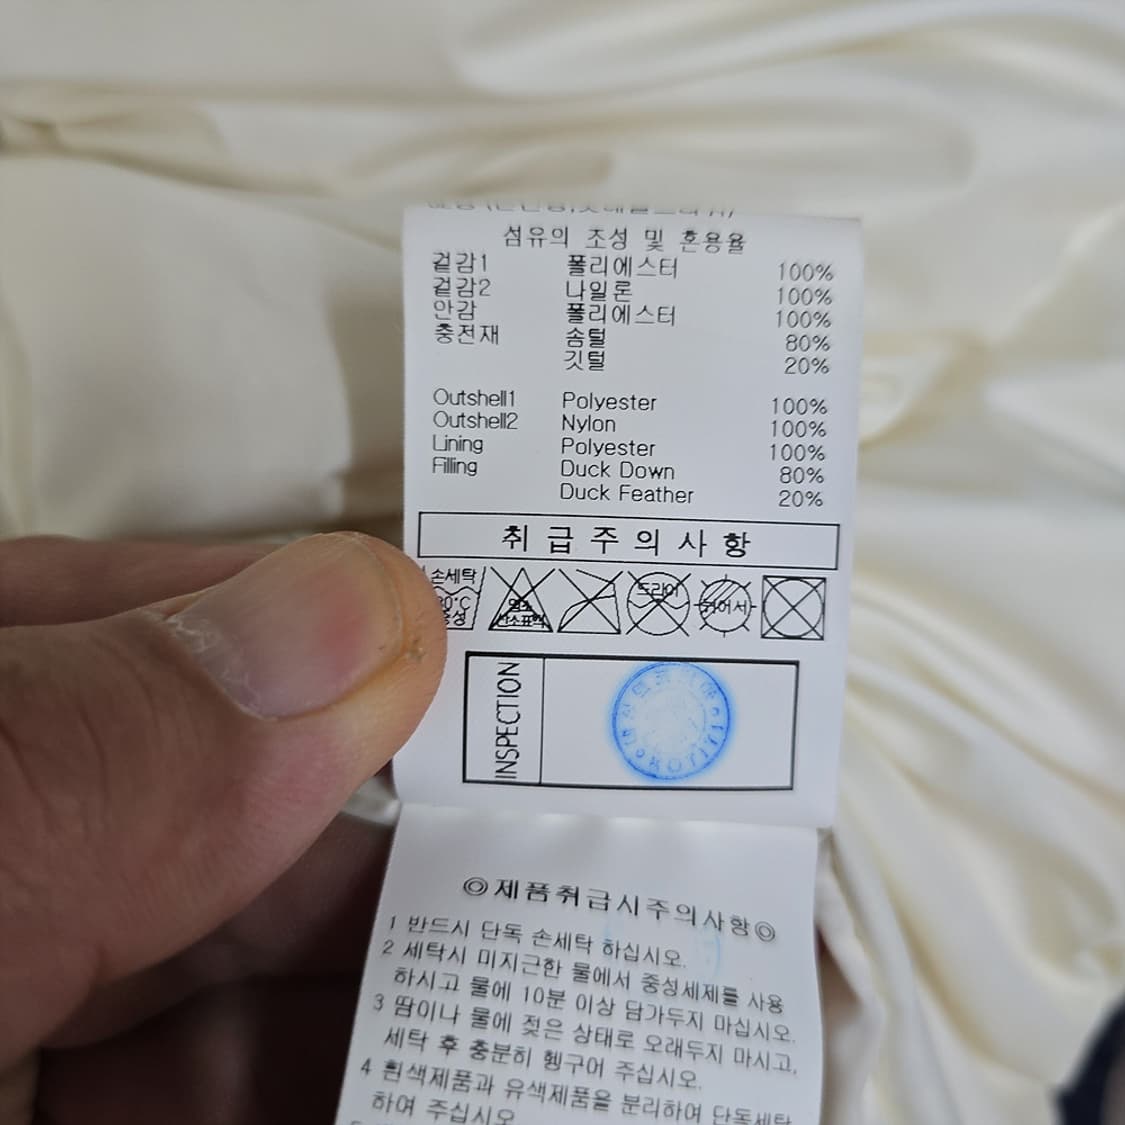 섬유의 조성 및 혼용율
겉감1 폴리에스터 100%
겉감2 나일론 100%
안감 폴리에스터 100%
충전재 솜털 80%
깃털 20%
Outshell1 Polyester 100%
Outshell2 Nylon 100%
Lining Polyester 100%
Filling Duck Down 80%
Duck Feather 20%
취급주의사항
손세탁 드라이 뉘어서
중성 산소표백
INSPECTION
KOTITI
◎제품취급시주의사항◎
1 반드시 단독 손세탁 하십시오.
2 세탁시 미지근한 물에서 중성세제를 사용
하시고 물에 10분 이상 담가두지 마십시오.
3 땀이나 물에 젖은 상태로 오래두지 마시고,
세탁 후 충분히 헹구어 주십시오.
4 흰색제품과 유색제품을 분리하여 단독세탁
하여 주십시오